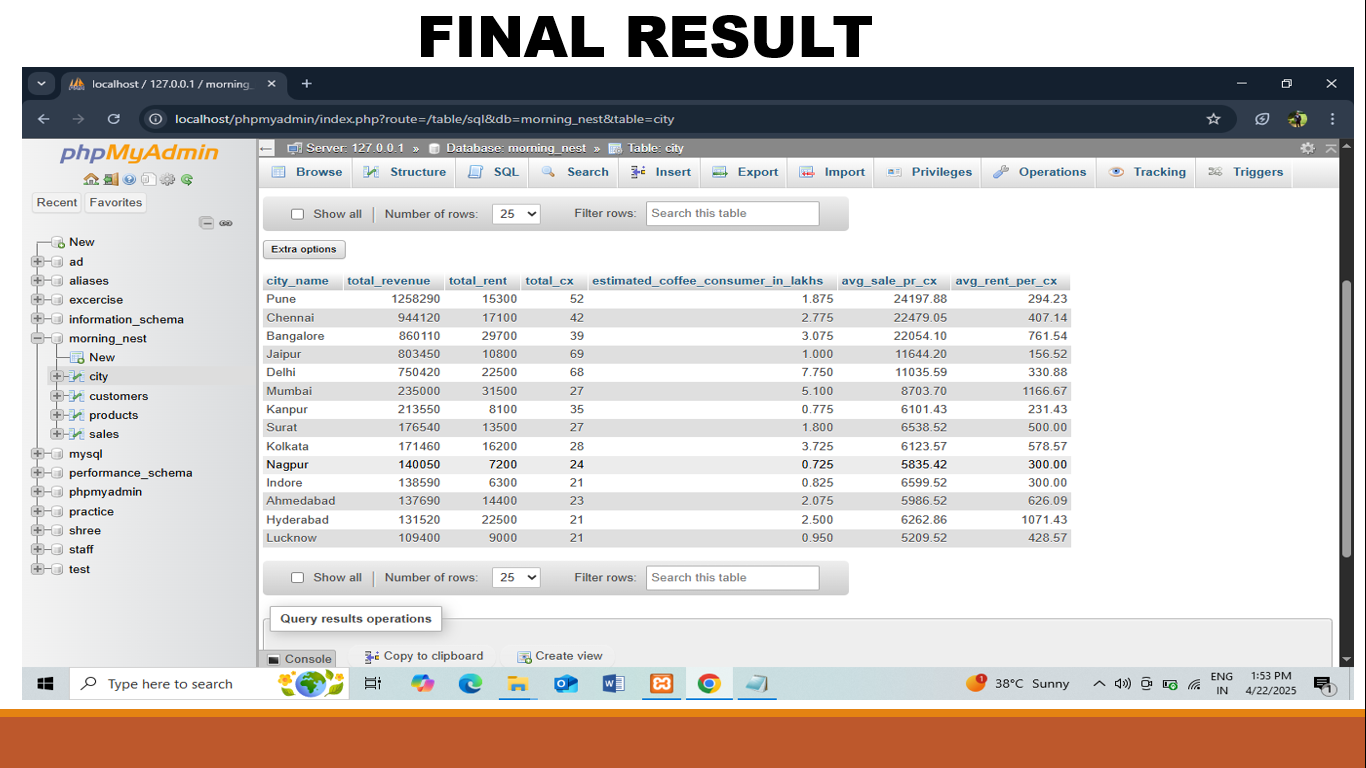 FINAL RESULT
localhost / 127.0.0.1 / morning_
localhost/phpmyadmin/index.php?route=/table/sql&db=morning_nest&table=city
phpMyAdmin
Recent Favorites
New
ad
aliases
excercise
information_schema
morning_nest
New
city
customers
products
sales
mysql
performance_schema
phpmyadmin
practice
shree
staff
test
Server: 127.0.0.1 » Database: morning_nest » Table: city
Browse Structure SQL Search Insert Export Import Privileges Operations Tracking Triggers
Show all Number of rows: 25 Filter rows: Search this table
Extra options
city_name total_revenue total_rent total_cx estimated_coffee_consumer_in_lakhs avg_sale_pr_cx avg_rent_per_cx
Pune 1258290 15300 52 1.875 24197.88 294.23
Chennai 944120 17100 42 2.775 22479.05 407.14
Bangalore 860110 29700 39 3.075 22054.10 761.54
Jaipur 803450 10800 69 1.000 11644.20 156.52
Delhi 750420 22500 68 7.750 11035.59 330.88
Mumbai 235000 31500 27 5.100 8703.70 1166.67
Kanpur 213550 8100 35 0.775 6101.43 231.43
Surat 176540 13500 27 1.800 6538.52 500.00
Kolkata 171460 16200 28 3.725 6123.57 578.57
Nagpur 140050 7200 24 0.725 5835.42 300.00
Indore 138590 6300 21 0.825 6599.52 300.00
Ahmedabad 137690 14400 23 2.075 5986.52 626.09
Hyderabad 131520 22500 21 2.500 6262.86 1071.43
Lucknow 109400 9000 21 0.950 5209.52 428.57
Show all Number of rows: 25 Filter rows: Search this table
Query results operations
Console Copy to clipboard Create view
Type here to search
38°C Sunny
ENG
IN
1:53 PM
4/22/2025
1
1